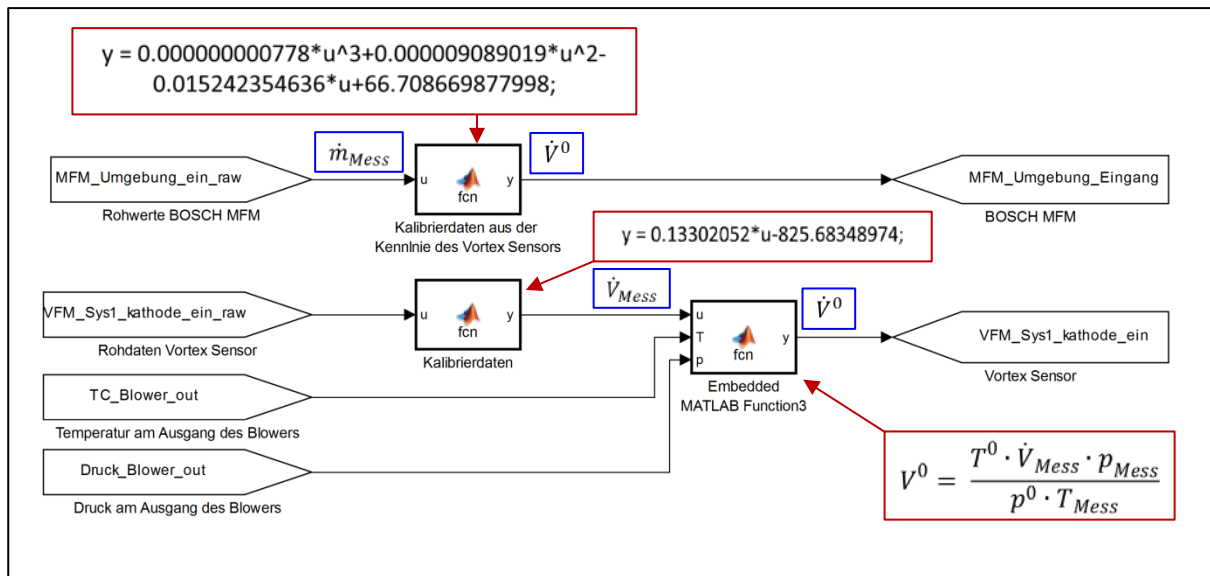 y = 0.000000000778*u^3+0.000009089019*u^2-
0.015242354636*u+66.708669877998;
ṁ_Mess
V̇⁰
MFM_Umgebung_ein_raw
u
y
fcn
MFM_Umgebung_Eingang
Rohwerte BOSCH MFM
BOSCH MFM
Kalibrierdaten aus der
Kennlnie des Vortex Sensors
y = 0.13302052*u-825.68348974;
V̇_Mess
V̇⁰
VFM_Sys1_kathode_ein_raw
u
y
fcn
Rohdaten Vortex Sensor
Kalibrierdaten
u
T
p
y
fcn
VFM_Sys1_kathode_ein
Vortex Sensor
TC_Blower_out
Embedded
MATLAB Function3
Temperatur am Ausgang des Blowers
Druck_Blower_out
Druck am Ausgang des Blowers
V⁰ = (T⁰ · V̇_Mess · p_Mess) / (p⁰ · T_Mess)